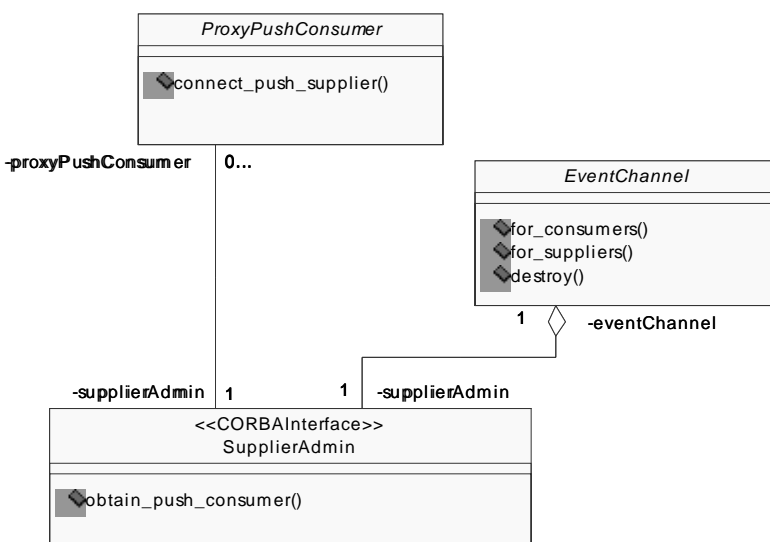 ProxyPushConsumer
connect_push_supplier()
-proxyPushConsumer 0...
EventChannel
for_consumers()
for_suppliers()
destroy()
1 -eventChannel
-supplierAdmin 1 1 -supplierAdmin
<<CORBAInterface>>
SupplierAdmin
obtain_push_consumer()